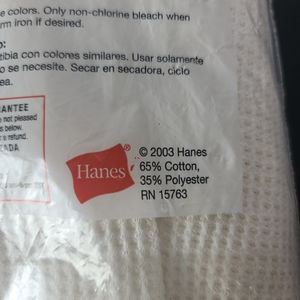 e colors. Only non-chlorine bleach when
rm iron if desired.
o:
tibia con colores similares. Usar solamente
o se necesite. Secar en secadora, ciclo
ea.
ANTEE
not pleased
s below.
a refund.
ADA
Hanes®
© 2003 Hanes
65% Cotton,
35% Polyester
RN 15763